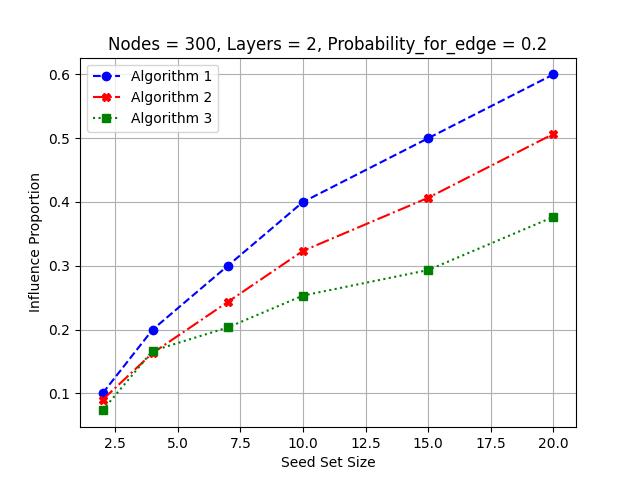 Nodes = 300, Layers = 2, Probability_for_edge = 0.2
Algorithm 1
Algorithm 2
Algorithm 3
0.6
0.5
0.4
0.3
0.2
0.1
Influence Proportion
2.5 5.0 7.5 10.0 12.5 15.0 17.5 20.0
Seed Set Size